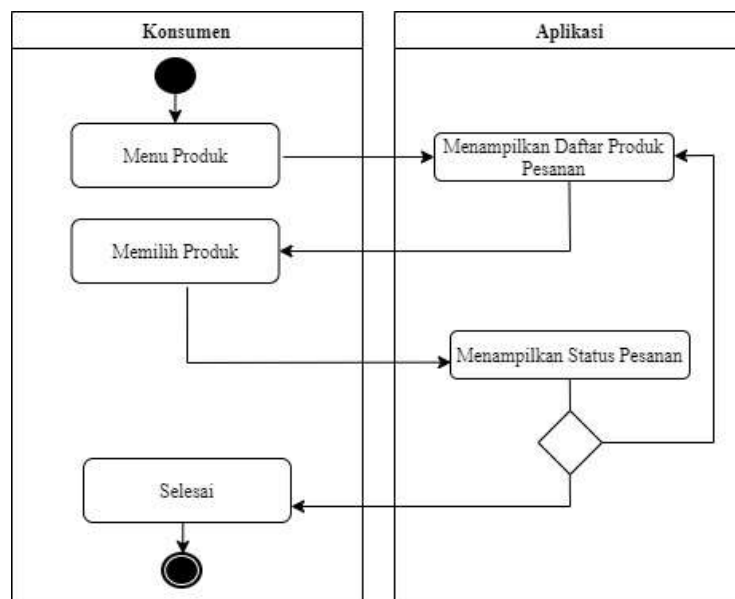 Konsumen
Aplikasi
Menu Produk
Menampilkan Daftar Produk
Pesanan
Memilih Produk
Menampilkan Status Pesanan
Selesai